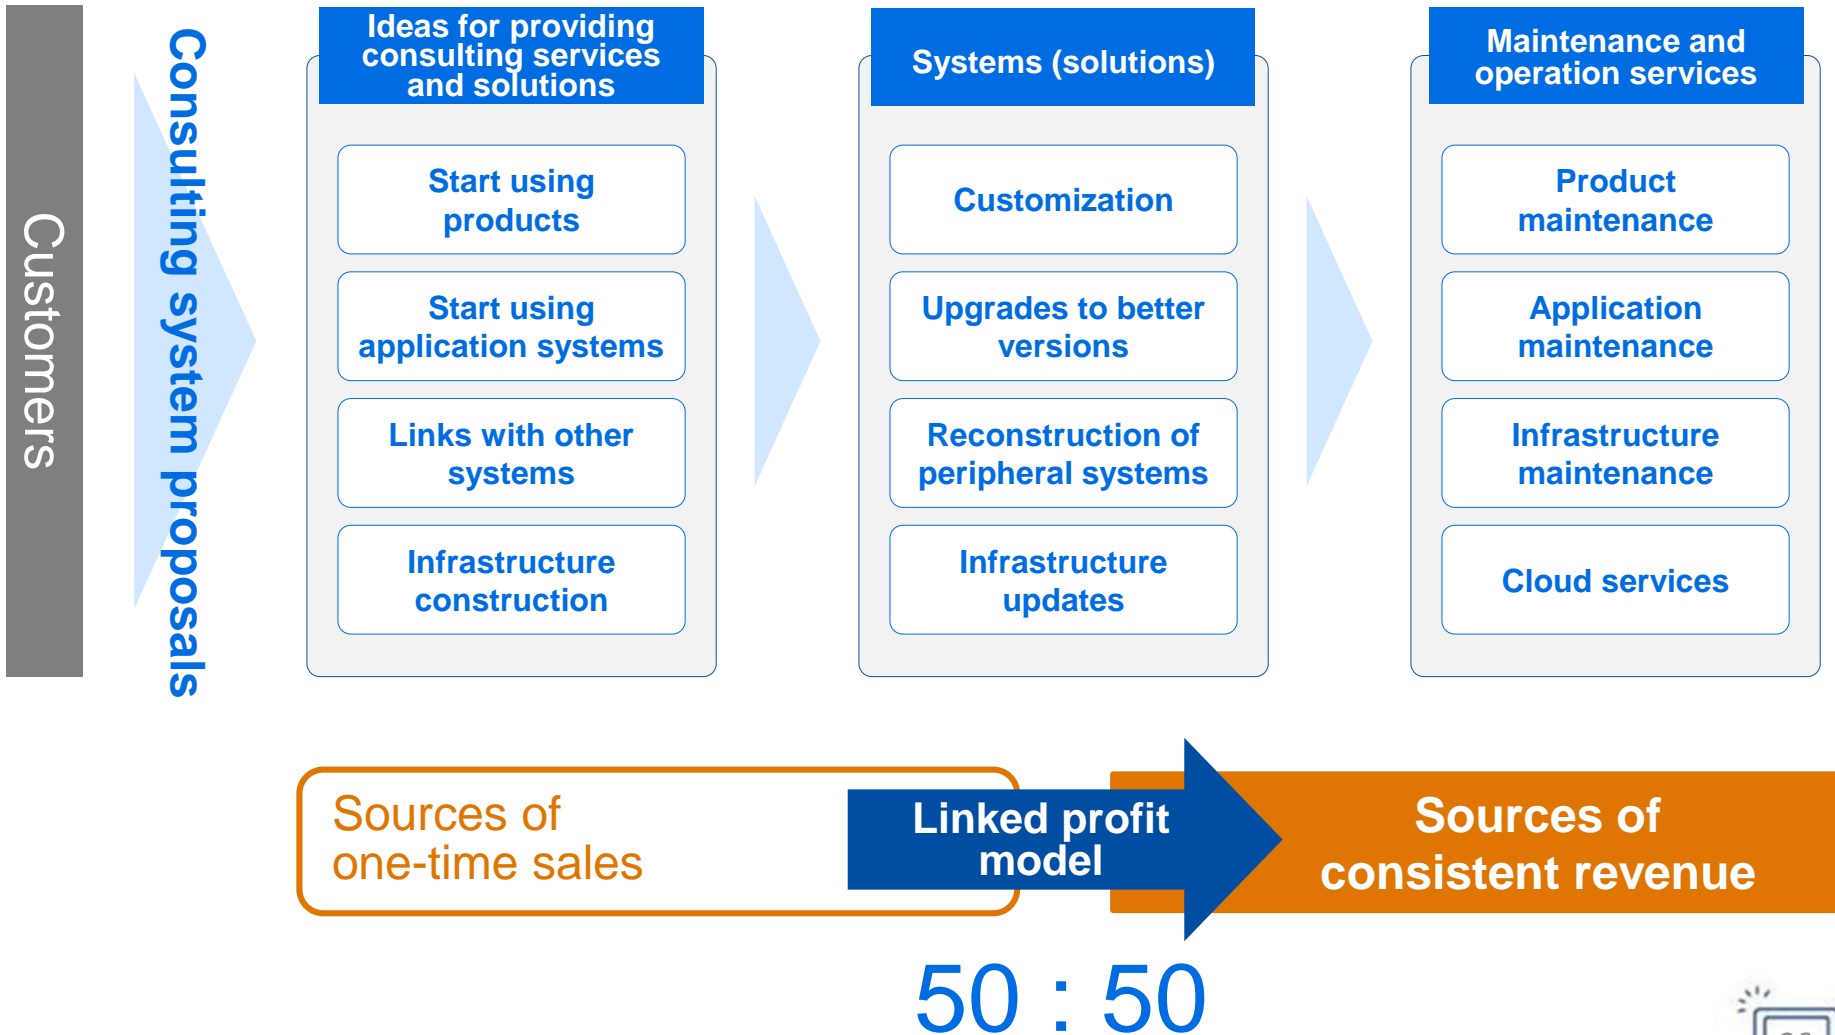 Customers
Consulting system proposals
Ideas for providing
consulting services
and solutions
Start using
products
Start using
application systems
Links with other
systems
Infrastructure
construction
Systems (solutions)
Customization
Upgrades to better
versions
Reconstruction of
peripheral systems
Infrastructure
updates
Maintenance and
operation services
Product
maintenance
Application
maintenance
Infrastructure
maintenance
Cloud services
Sources of
one-time sales
Linked profit
model
Sources of
consistent revenue
50 : 50